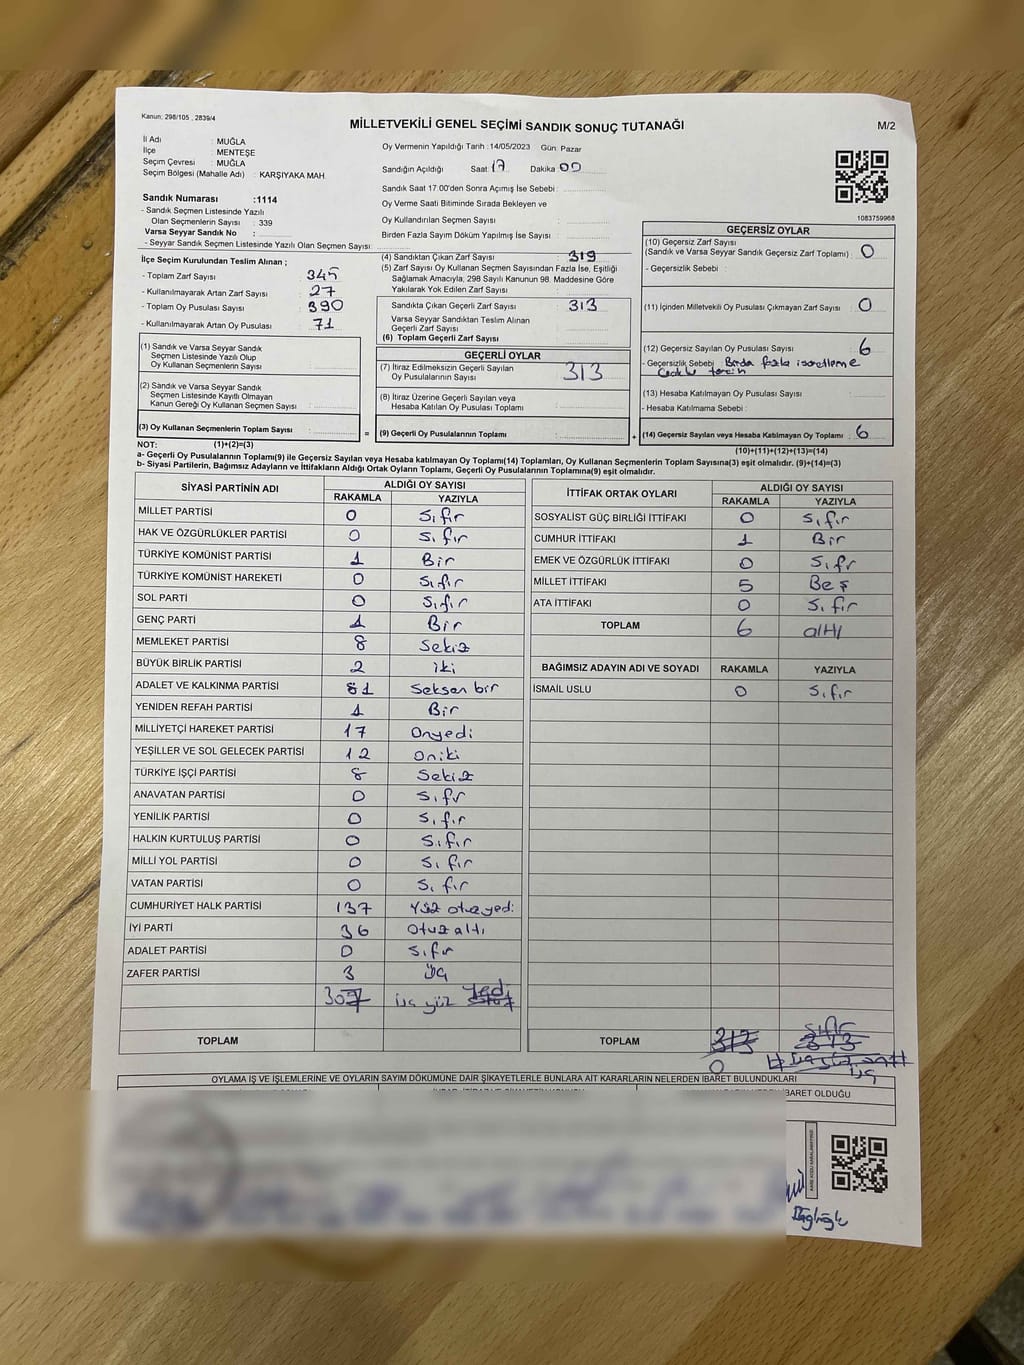 Kanun: 298/105 , 2839/4
MİLLETVEKİLİ GENEL SEÇİMİ SANDIK SONUÇ TUTANAĞI
M/2
İl Adı : MUĞLA
İlçe : MENTEŞE
Seçim Çevresi : MUĞLA
Seçim Bölgesi (Mahalle Adı) : KARŞIYAKA MAH
Sandık Numarası :1114
- Sandık Seçmen Listesinde Yazılı
Olan Seçmenlerin Sayısı : 339
Varsa Seyyar Sandık No :
- Seyyar Sandık Seçmen Listesinde Yazılı Olan Seçmen Sayısı:
Oy Vermenin Yapıldığı Tarih :14/05/2023 Gün: Pazar
Sandığın Açıldığı Saat: 17 Dakika: 00
Sandık Saat 17.00'den Sonra Açımış İse Sebebi :
Oy Verme Saati Bitiminde Sırada Bekleyen ve
Oy Kullandırılan Seçmen Sayısı :
Birden Fazla Sayım Döküm Yapılmış İse Sayısı :
1083759968
İlçe Seçim Kurulundan Teslim Alınan ;
- Toplam Zarf Sayısı : 345
- Kullanılmayarak Artan Zarf Sayısı : 27
- Toplam Oy Pusulası Sayısı : 390
- Kullanılmayarak Artan Oy Pusulası : 71
(1) Sandık ve Varsa Seyyar Sandık
Seçmen Listesinde Yazılı Olup
Oy Kullanan Seçmenlerin Sayısı :
(2) Sandık ve Varsa Seyyar Sandık
Seçmen Listesinde Kayıtlı Olmayan
Kanun Gereği Oy Kullanan Seçmen Sayısı :
(3) Oy Kullanan Seçmenlerin Toplam Sayısı :
(4) Sandıktan Çıkan Zarf Sayısı : 319
(5) Zarf Sayısı Oy Kullanan Seçmen Sayısından Fazla İse, Eşitliği
Sağlamak Amacıyla, 298 Sayılı Kanunun 98. Maddesine Göre
Yakılarak Yok Edilen Zarf Sayısı :
Sandıkta Çıkan Geçerli Zarf Sayısı : 313
Varsa Seyyar Sandıktan Teslim Alınan
Geçerli Zarf Sayısı :
(6) Toplam Geçerli Zarf Sayısı :
GEÇERLİ OYLAR
(7) İtiraz Edilmeksizin Geçerli Sayılan
Oy Pusulalarının Sayısı : 313
(8) İtiraz Üzerine Geçerli Sayılan veya
Hesaba Katılan Oy Pusulası Toplamı :
= (9) Geçerli Oy Pusulalarının Toplamı :
GEÇERSİZ OYLAR
(10) Geçersiz Zarf Sayısı
(Sandık ve Varsa Seyyar Sandık Geçersiz Zarf Toplamı) : 0
- Geçersizlik Sebebi :
(11) İçinden Milletvekili Oy Pusulası Çıkmayan Zarf Sayısı : 0
(12) Geçersiz Sayılan Oy Pusulası Sayısı : 6
- Geçersizlik Sebebi : işaretleme
(13) Hesaba Katılmayan Oy Pusulası Sayısı :
- Hesaba Katılmama Sebebi :
+ (14) Geçersiz Sayılan veya Hesaba Katılmayan Oy Toplamı : 6
NOT: (1)+(2)=(3)
(10)+(11)+(12)+(13)=(14)
a- Geçerli Oy Pusulalarının Toplamı(9) ile Geçersiz Sayılan veya Hesaba katılmayan Oy Toplamı(14) Toplamları, Oy Kullanan Seçmenlerin Toplam Sayısına(3) eşit olmalıdır. (9)+(14)=(3)
b- Siyasi Partilerin, Bağımsız Adayların ve İttifakların Aldığı Ortak Oyların Toplamı, Geçerli Oy Pusulalarının Toplamına(9) eşit olmalıdır.
SİYASİ PARTİNİN ADI ALDIĞI OY SAYISI
RAKAMLA YAZIYLA
MİLLET PARTİSİ 0 Sıfır
HAK VE ÖZGÜRLÜKLER PARTİSİ 0 Sıfır
TÜRKİYE KOMÜNİST PARTİSİ 1 Bir
TÜRKİYE KOMÜNİST HAREKETİ 0 Sıfır
SOL PARTİ 0 Sıfır
GENÇ PARTİ 1 Bir
MEMLEKET PARTİSİ 8 Sekiz
BÜYÜK BİRLİK PARTİSİ 2 iki
ADALET VE KALKINMA PARTİSİ 81 Seksen bir
YENİDEN REFAH PARTİSİ 1 Bir
MİLLİYETÇİ HAREKET PARTİSİ 17 Onyedi
YEŞİLLER VE SOL GELECEK PARTİSİ 12 Oniki
TÜRKİYE İŞÇİ PARTİSİ 8 Sekiz
ANAVATAN PARTİSİ 0 Sıfır
YENİLİK PARTİSİ 0 Sıfır
HALKIN KURTULUŞ PARTİSİ 0 Sıfır
MİLLİ YOL PARTİSİ 0 Sıfır
VATAN PARTİSİ 0 Sıfır
CUMHURİYET HALK PARTİSİ 137 Yüz otuzyedi
İYİ PARTİ 36 Otuz altı
ADALET PARTİSİ 0 Sıfır
ZAFER PARTİSİ 3 Üç
307 üç yüz Yedi
TOPLAM
İTTİFAK ORTAK OYLARI ALDIĞI OY SAYISI
RAKAMLA YAZIYLA
SOSYALİST GÜÇ BİRLİĞİ İTTİFAKI 0 Sıfır
CUMHUR İTTİFAKI 1 Bir
EMEK VE ÖZGÜRLÜK İTTİFAKI 0 Sıfır
MİLLET İTTİFAKI 5 Beş
ATA İTTİFAKI 0 Sıfır
TOPLAM 6 altı
BAĞIMSIZ ADAYIN ADI VE SOYADI RAKAMLA YAZIYLA
İSMAİL USLU 0 Sıfır
TOPLAM 313 Sıfır
0
OYLAMA İŞ VE İŞLEMLERİNE VE OYLARIN SAYIM DÖKÜMÜNE DAİR ŞİKAYETLERLE BUNLARA AİT KARARLARIN NELERDEN İBARET BULUNDUKLARI
İBARET OLDUĞU